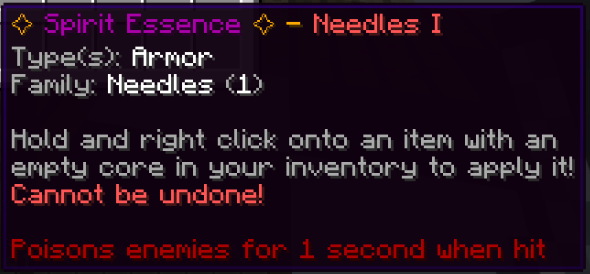 ✧ Spirit Essence ✧ - Needles I
Type(s): Armor
Family: Needles (1)
Hold and right click onto an item with an
empty core in your inventory to apply it!
Cannot be undone!
Poisons enemies for 1 second when hit